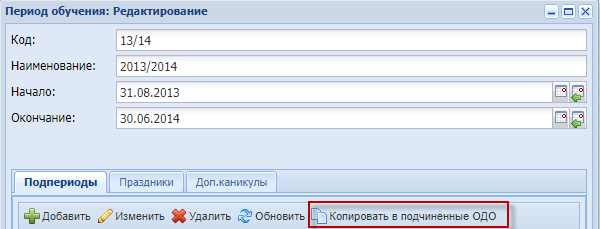 Период обучения: Редактирование
Код: 13/14
Наименование: 2013/2014
Начало: 31.08.2013
Окончание: 30.06.2014
Подпериоды Праздники Доп.каникулы
Добавить Изменить Удалить Обновить Копировать в подчиненные ОДО